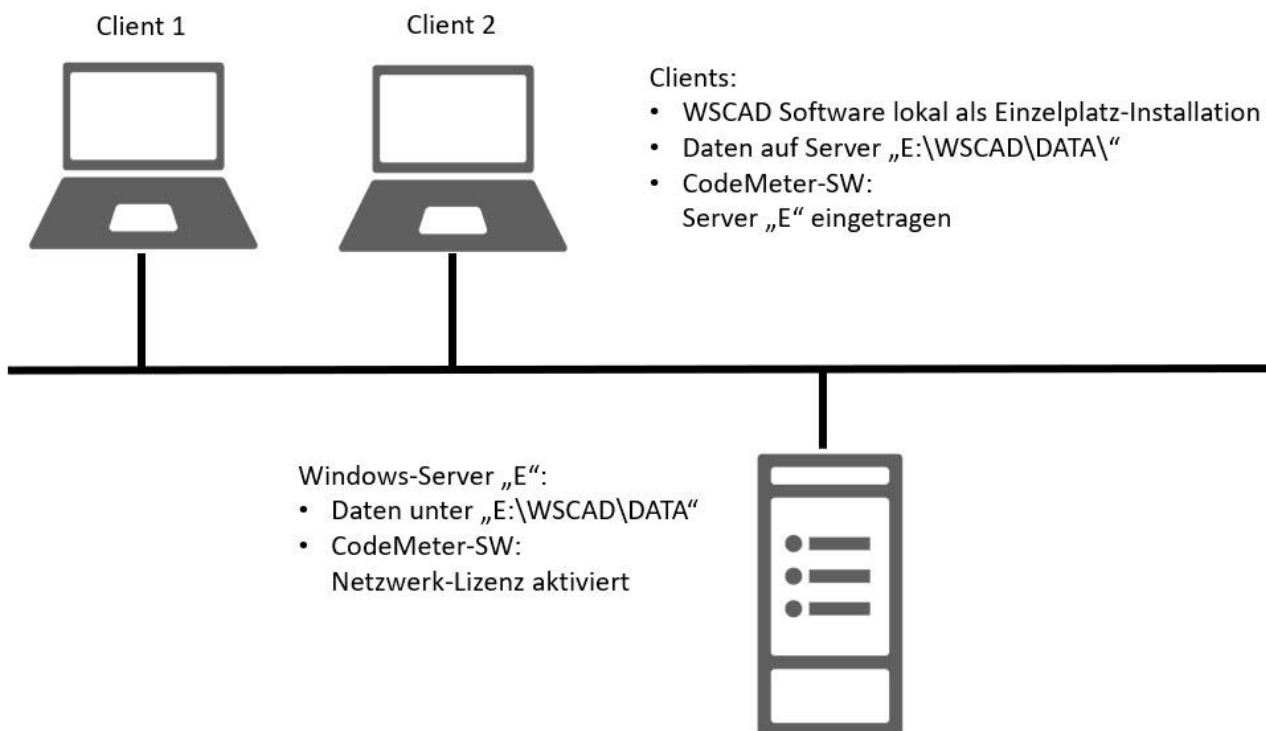 Client 1
Client 2
Clients:
• WSCAD Software lokal als Einzelplatz-Installation
• Daten auf Server „E:\WSCAD\DATA\“
• CodeMeter-SW:
Server „E“ eingetragen
Windows-Server „E“:
• Daten unter „E:\WSCAD\DATA“
• CodeMeter-SW:
Netzwerk-Lizenz aktiviert